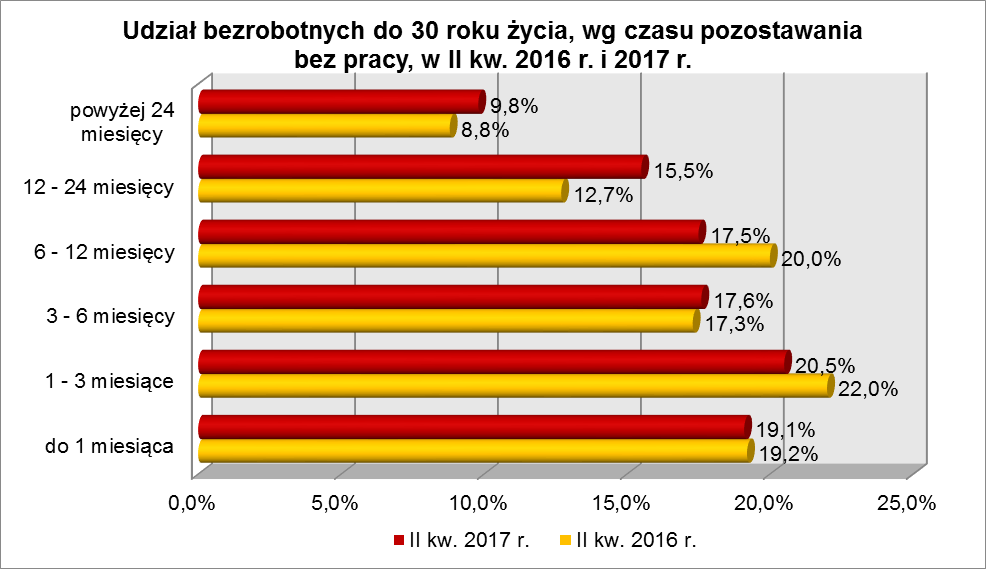 Udział bezrobotnych do 30 roku życia, wg czasu pozostawania
bez pracy, w II kw. 2016 r. i 2017 r.
powyżej 24
miesięcy
9,8%
8,8%
12 - 24 miesięcy
15,5%
12,7%
6 - 12 miesięcy
17,5%
20,0%
3 - 6 miesięcy
17,6%
17,3%
1 - 3 miesiące
20,5%
22,0%
do 1 miesiąca
19,1%
19,2%
0,0% 5,0% 10,0% 15,0% 20,0% 25,0%
II kw. 2017 r. II kw. 2016 r.